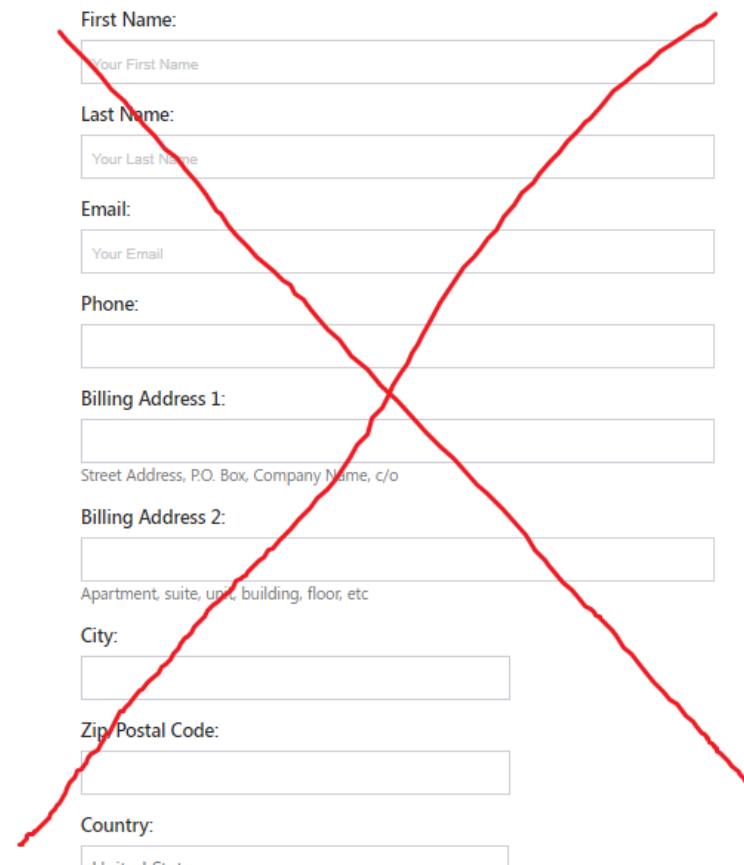 First Name:
Your First Name
Last Name:
Your Last Name
Email:
Your Email
Phone:
Billing Address 1:
Street Address, P.O. Box, Company Name, c/o
Billing Address 2:
Apartment, suite, unit, building, floor, etc
City:
Zip/Postal Code:
Country: